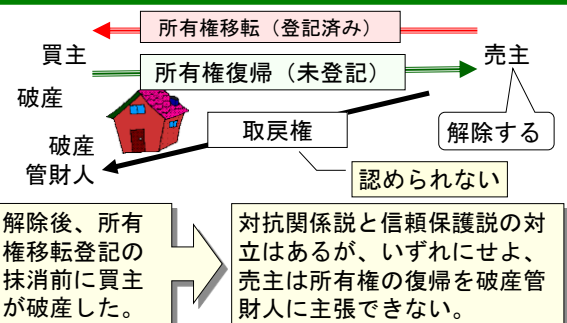 所有権移転（登記済み）
買主
売主
所有権復帰（未登記）
破産
取戻権
解除する
破産
管財人
認められない
解除後、所有
権移転登記の
抹消前に買主
が破産した。
対抗関係説と信頼保護説の対
立はあるが、いずれにせよ、
売主は所有権の復帰を破産管
財人に主張できない。